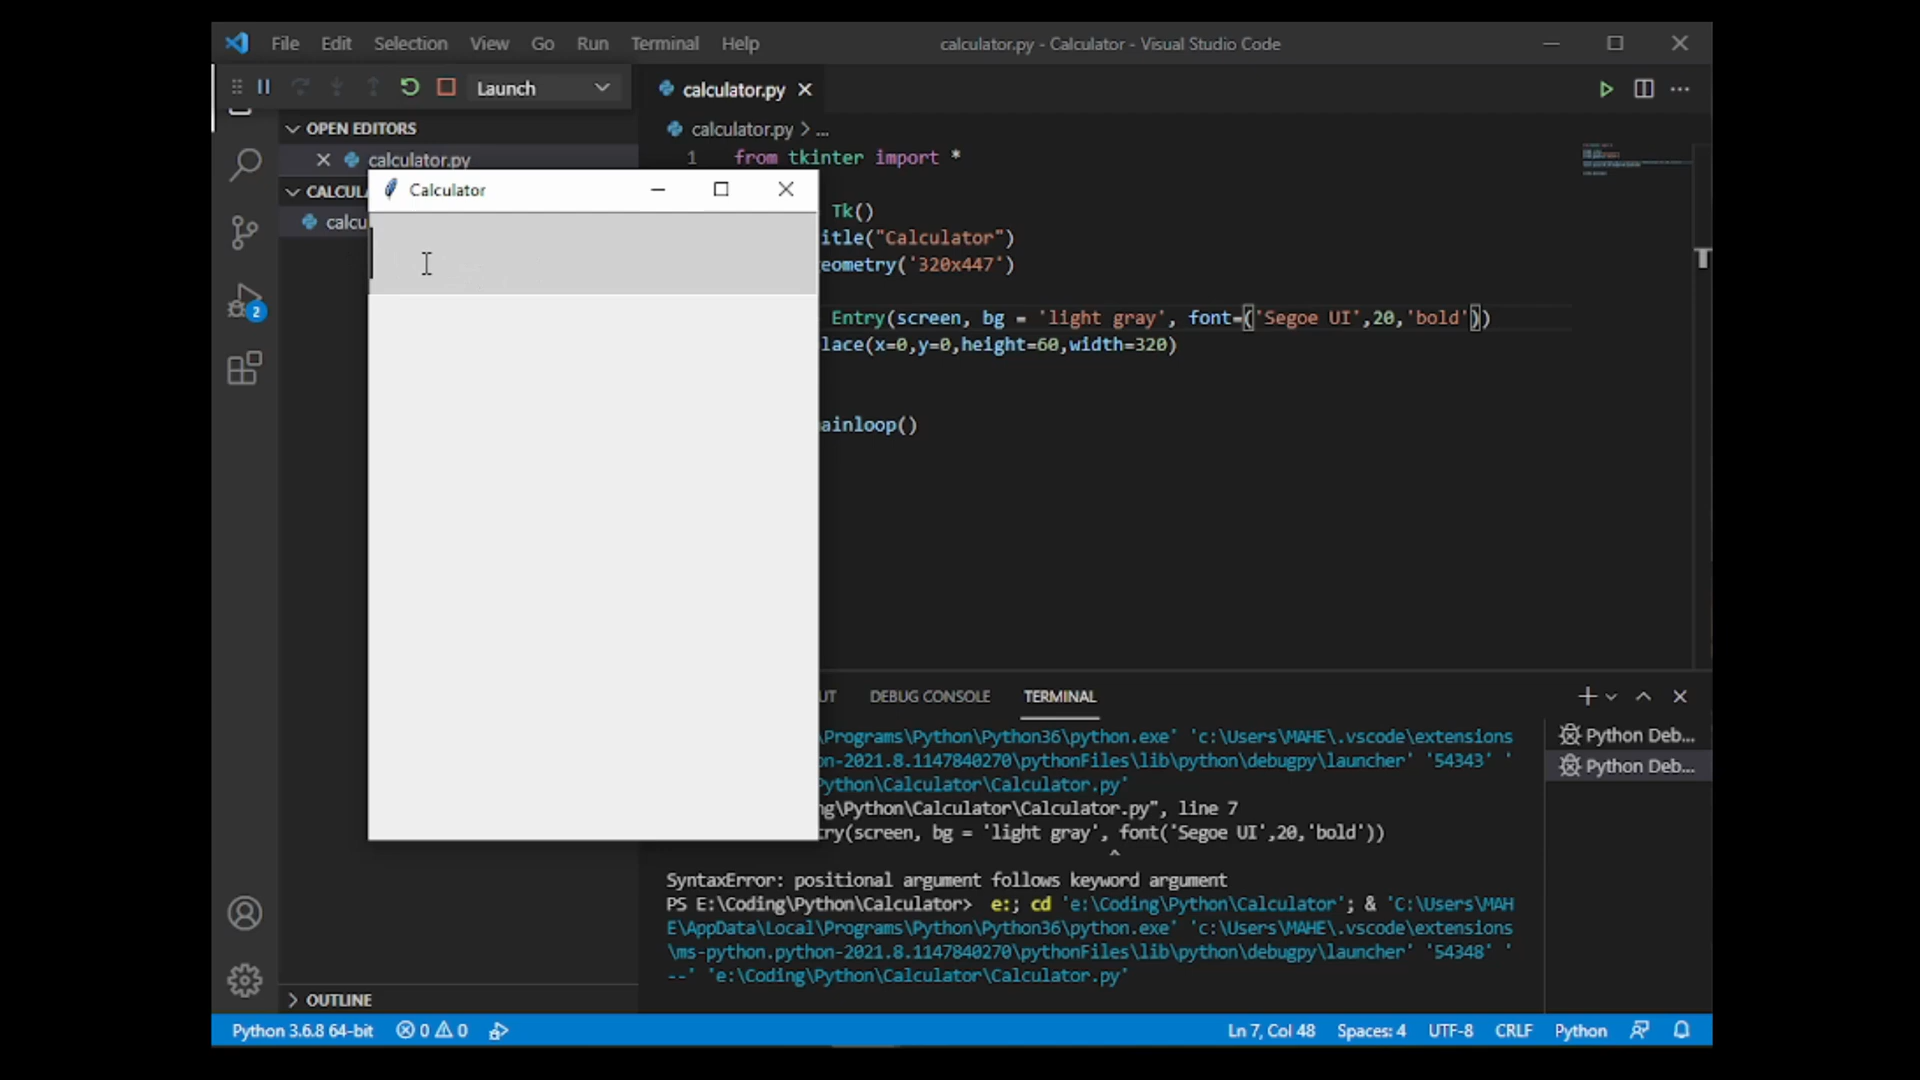 File Edit Selection View Go Run Terminal Help
calculator.py - Calculator - Visual Studio Code
Launch
calculator.py
OPEN EDITORS
calculator.py
calculator.py > ...
1 from tkinter import *
CALCUL
calcu
Calculator
Tk()
itle("Calculator")
eometry('320x447')
Entry(screen, bg = 'light gray', font=('Segoe UI',20,'bold'))
lace(x=0,y=0,height=60,width=320)
ainloop()
UT DEBUG CONSOLE TERMINAL
\Programs\Python\Python36\python.exe' 'c:\Users\MAHE\.vscode\extensions
on-2021.8.1147840270\pythonFiles\lib\python\debugpy\launcher' '54343' '
Python\Calculator\Calculator.py'
ng\Python\Calculator\Calculator.py", line 7
try(screen, bg = 'light gray', font('Segoe UI',20,'bold'))
^
SyntaxError: positional argument follows keyword argument
PS E:\Coding\Python\Calculator> e:; cd 'e:\Coding\Python\Calculator'; & 'C:\Users\MAH
E\AppData\Local\Programs\Python\Python36\python.exe' 'c:\Users\MAHE\.vscode\extensions
\ms-python.python-2021.8.1147840270\pythonFiles\lib\python\debugpy\launcher' '54348' '
--' 'e:\Coding\Python\Calculator\Calculator.py'
Python Deb...
Python Deb...
2
OUTLINE
Python 3.6.8 64-bit 0 0
Ln 7, Col 48 Spaces: 4 UTF-8 CRLF Python